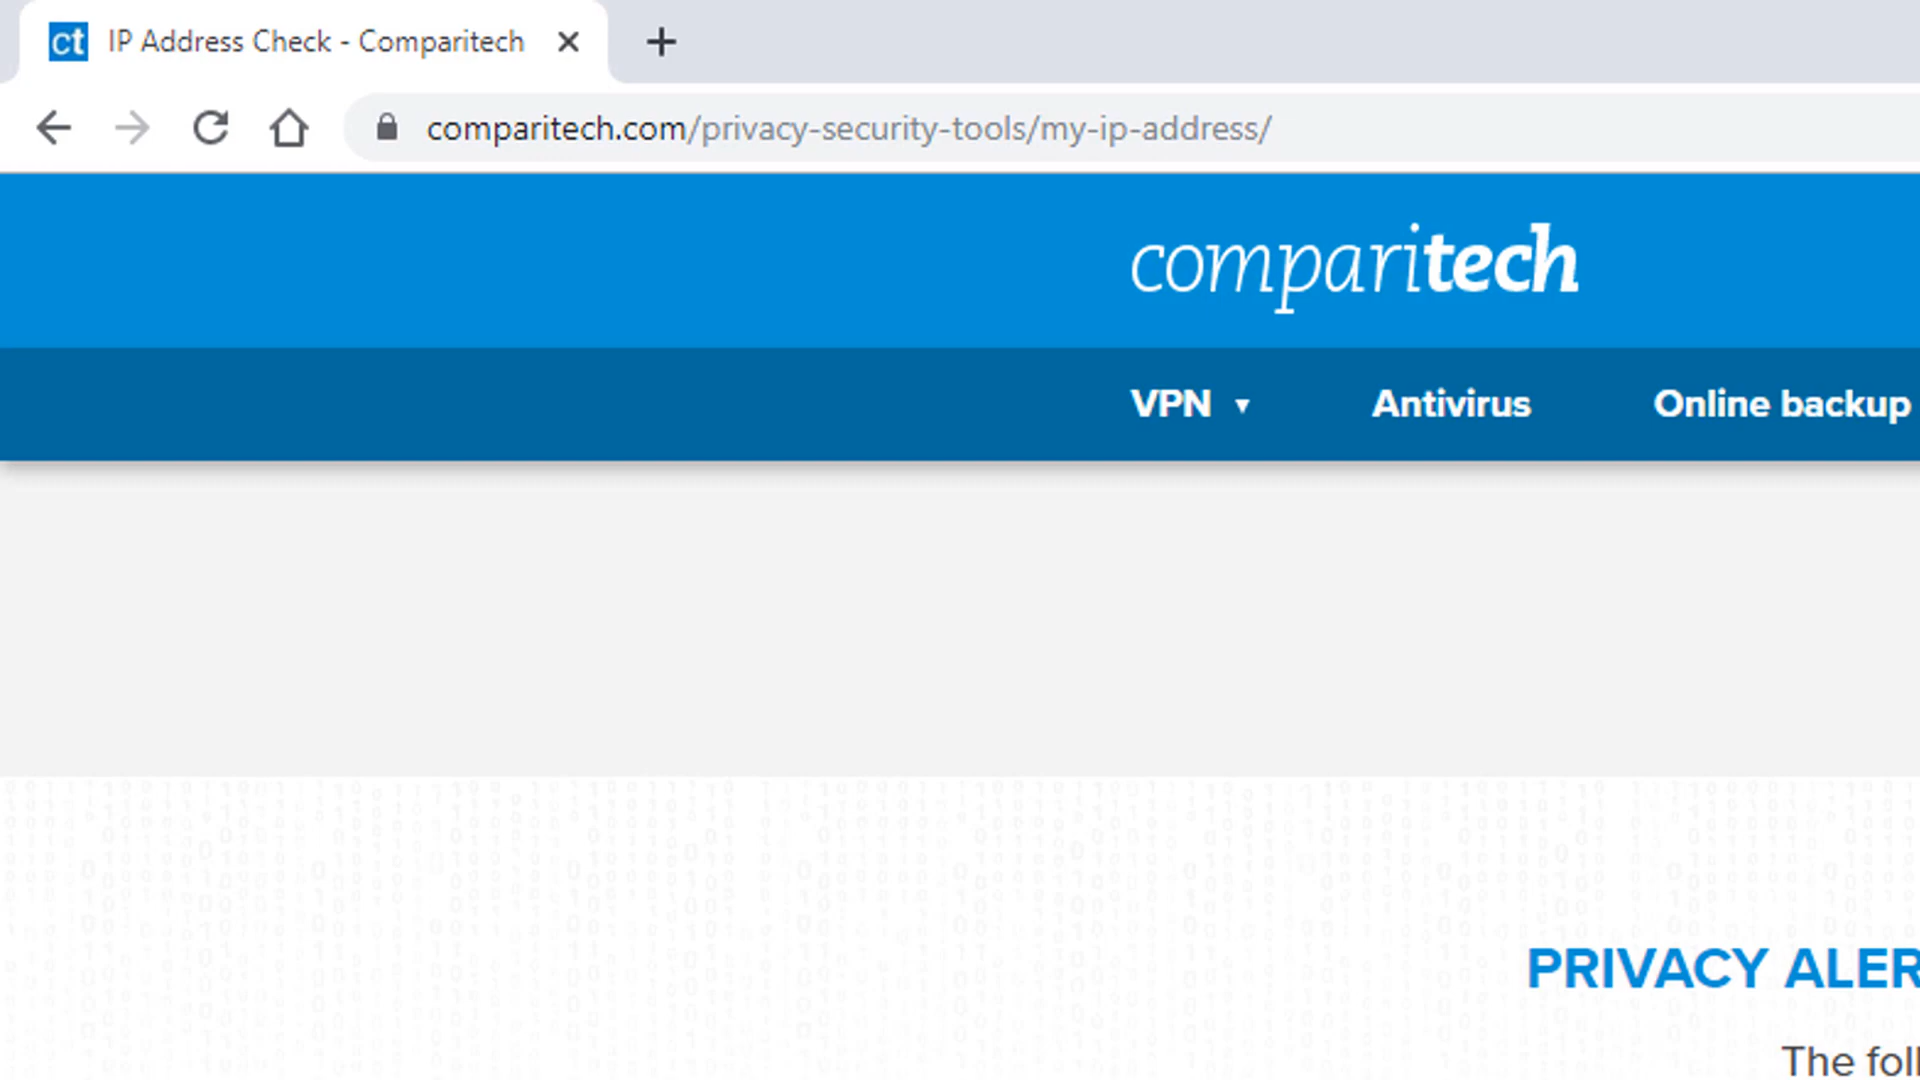 ct IP Address Check - Comparitech
comparitech.com/privacy-security-tools/my-ip-address/
comparitech
VPN ▼ Antivirus Online backup
PRIVACY ALER
The foll